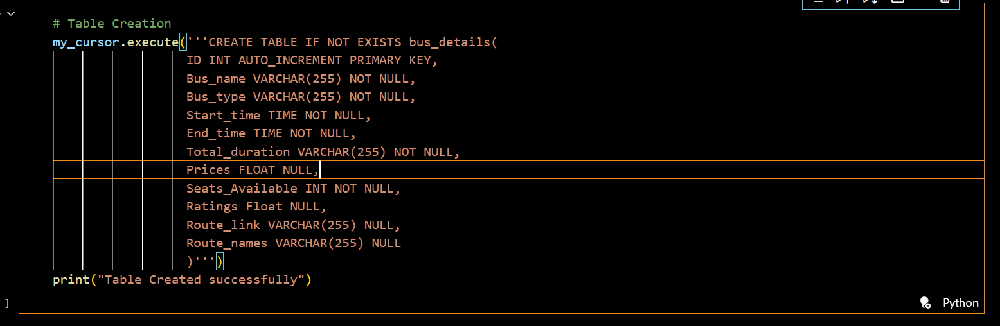 # Table Creation
my_cursor.execute('''CREATE TABLE IF NOT EXISTS bus_details(
ID INT AUTO_INCREMENT PRIMARY KEY,
Bus_name VARCHAR(255) NOT NULL,
Bus_type VARCHAR(255) NOT NULL,
Start_time TIME NOT NULL,
End_time TIME NOT NULL,
Total_duration VARCHAR(255) NOT NULL,
Prices FLOAT NULL,
Seats_Available INT NOT NULL,
Ratings Float NULL,
Route_link VARCHAR(255) NULL,
Route_names VARCHAR(255) NULL
)''')
print("Table Created successfully")
]
Python